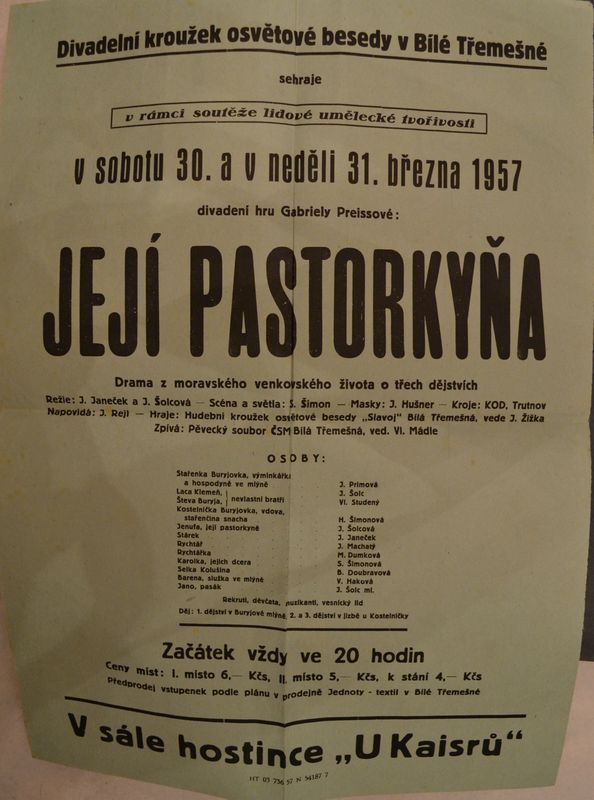 Divadelní kroužek osvětové besedy v Bílé Třemešné
sehraje
v rámci soutěže lidové umělecké tvořivosti
v sobotu 30. a v neděli 31. března 1957
divadení hru Gabriely Preissové:
JEJÍ PASTORKYŇA
Drama z moravského venkovského života o třech dějstvích
Režie: J. Janeček a J. Šolcová — Scéna a světla: S. Šimon — Masky: J. Hušner — Kroje: KOD, Trutnov
Napovídá: J. Rejl — Hraje: Hudební kroužek osvětové besedy „Slavoj" Bílá Třemešná, vede J. Žižka
Zpívá: Pěvecký soubor ČSM Bílá Třemešná, ved. Vl. Mádle
OSOBY:
Stařenka Buryjovka, výminkářka
a hospodyně ve mlýně J. Primová
Laca Klemeň, J. Šolc
nevlastní bratři
Števa Buryja, Vl. Studený
Kostelnička Buryjovka, vdova,
stařenčina snacha H. Šimonová
Jenufa, její pastorkyně J. Šolcová
Stárek J. Janeček
Rychtář J. Machatý
Rychtářka M. Dumková
Karolka, jejich dcera S. Šimonová
Selka Kolušina B. Doubravová
Barena, služka ve mlýně V. Haková
Jano, pasák J. Šolc ml.
Rekruti, děvčata, muzikanti, vesnický lid
Děj: 1. dějství v Buryjově mlýně, 2. a 3. dějství v jizbě u Kostelničky
Začátek vždy ve 20 hodin
Ceny míst: I. místo 6,— Kčs, II. místo 5,— Kčs, k stání 4,— Kčs
Předprodej vstupenek podle plánu v prodejně Jednoty - textil v Bílé Třemešné
V sále hostince „U Kaisrů"
HT 03 736 57 N 54187 7